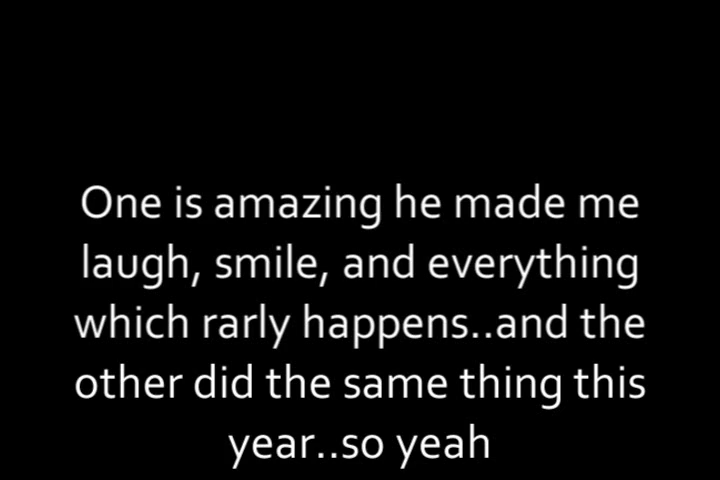 One is amazing he made me
laugh, smile, and everything
which rarly happens..and the
other did the same thing this
year..so yeah